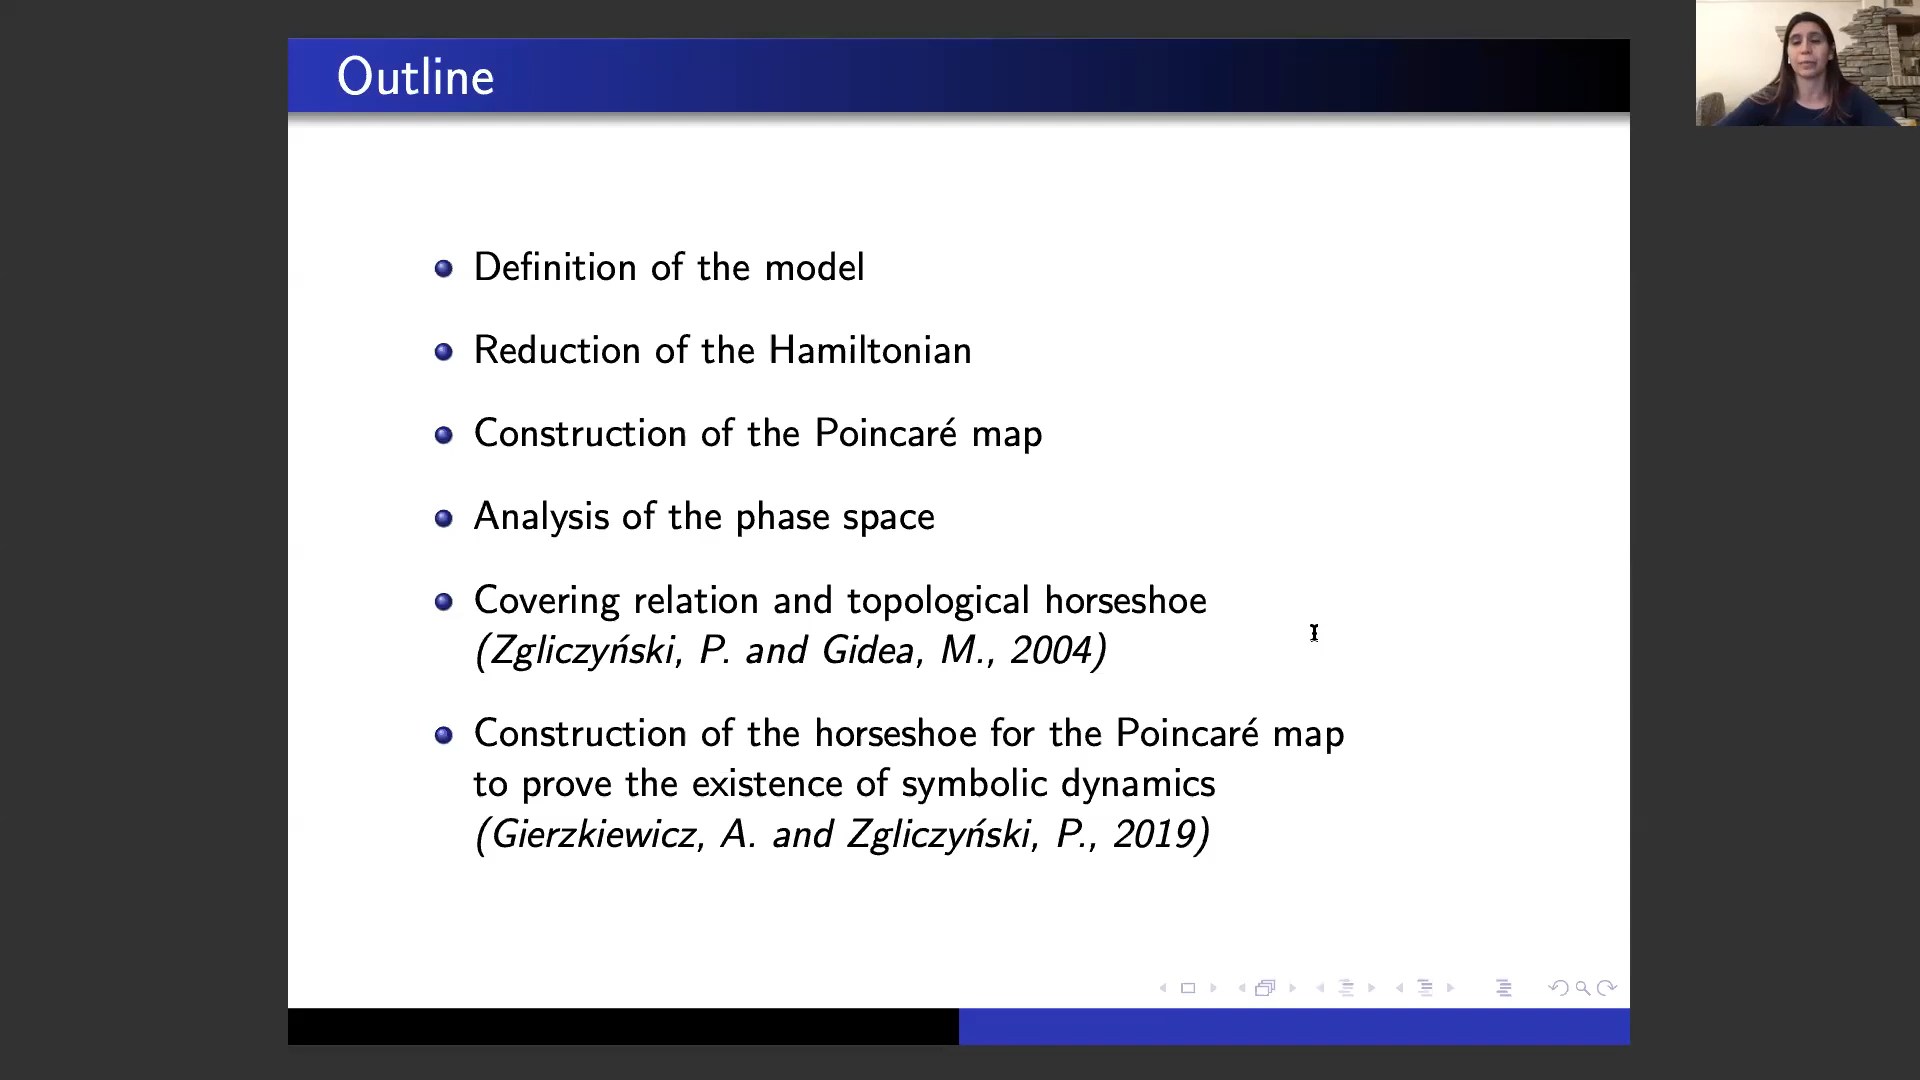 Outline
Definition of the model
Reduction of the Hamiltonian
Construction of the Poincaré map
Analysis of the phase space
Covering relation and topological horseshoe
(Zgliczyński, P. and Gidea, M., 2004)
Construction of the horseshoe for the Poincaré map
to prove the existence of symbolic dynamics
(Gierzkiewicz, A. and Zgliczyński, P., 2019)